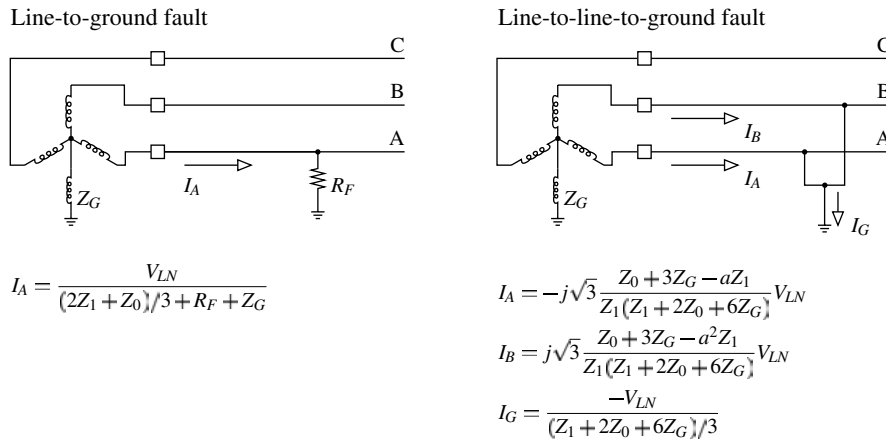 Line-to-ground fault
C
B
A
I_A
R_F
Z_G
I_A = V_LN / ((2Z_1 + Z_0)/3 + R_F + Z_G)
Line-to-line-to-ground fault
C
B
I_B
A
I_A
Z_G
I_G
I_A = −j√3 (Z_0 + 3Z_G − aZ_1) / (Z_1(Z_1 + 2Z_0 + 6Z_G)) V_LN
I_B = j√3 (Z_0 + 3Z_G − a²Z_1) / (Z_1(Z_1 + 2Z_0 + 6Z_G)) V_LN
I_G = −V_LN / ((Z_1 + 2Z_0 + 6Z_G)/3)